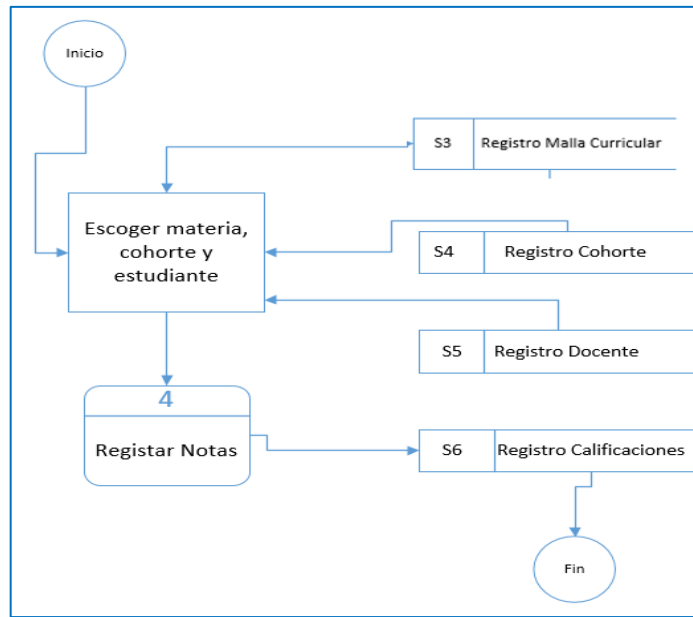 Inicio
S3 Registro Malla Curricular
Escoger materia,
cohorte y
estudiante
S4 Registro Cohorte
S5 Registro Docente
4
Registar Notas
S6 Registro Calificaciones
Fin